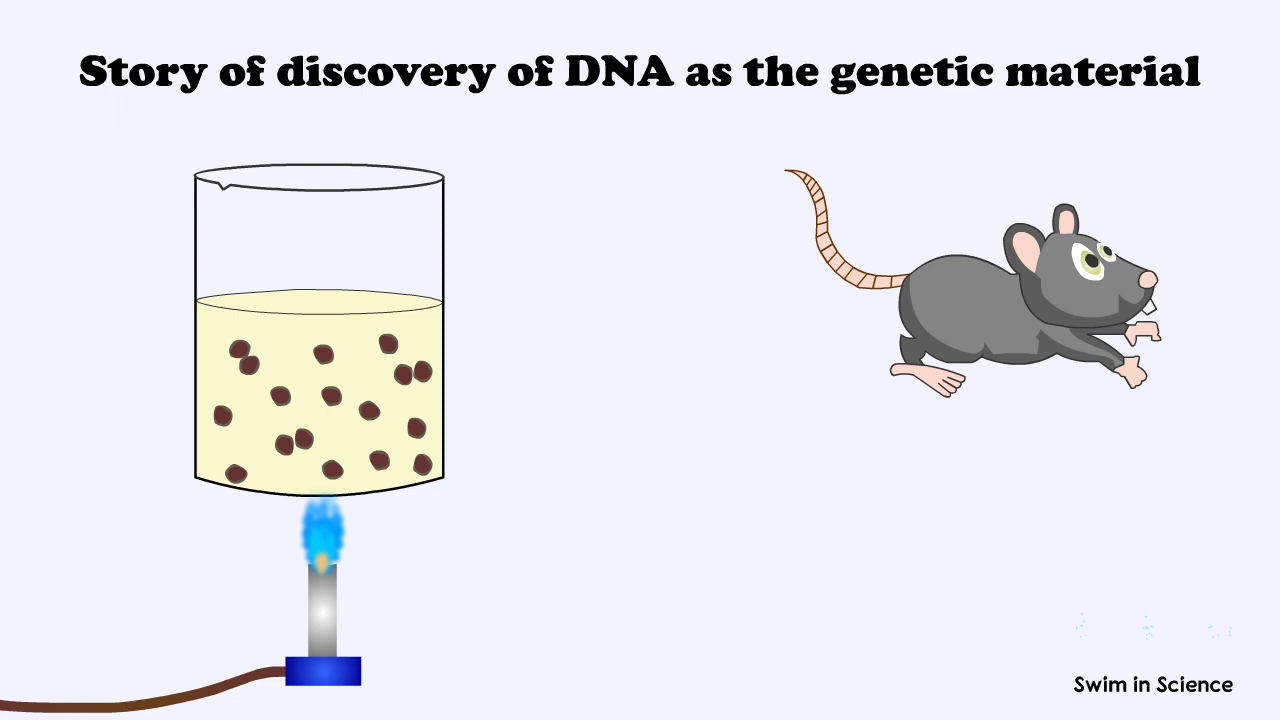 Story of discovery of DNA as the genetic material
Swim in Science